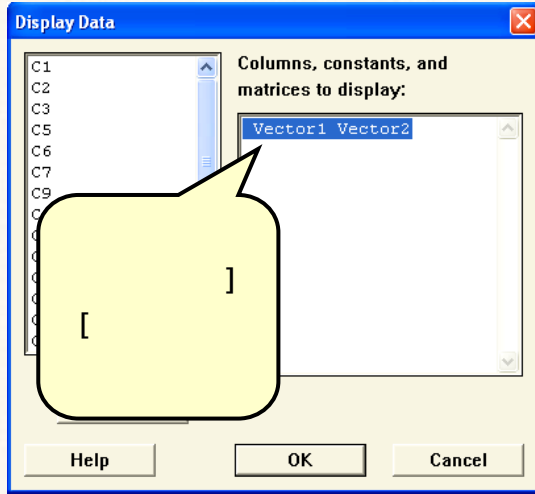 Display Data
C1
C2
C3
C5
C6
C7
C9
Columns, constants, and
matrices to display:
Vector1 Vector2
]
[
Help
OK
Cancel